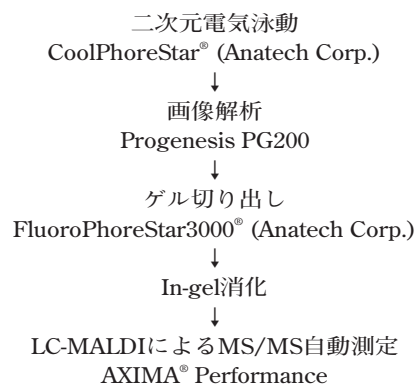 二次元電気泳動
CoolPhoreStar® (Anatech Corp.)
↓
画像解析
Progenesis PG200
↓
ゲル切り出し
FluoroPhoreStar3000® (Anatech Corp.)
↓
In-gel消化
↓
LC-MALDIによるMS/MS自動測定
AXIMA® Performance